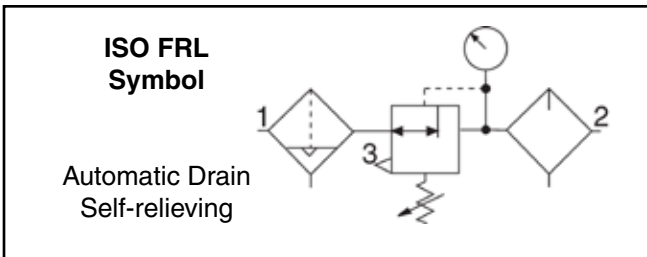 ISO FRL
Symbol
1
3
2
Automatic Drain
Self-relieving